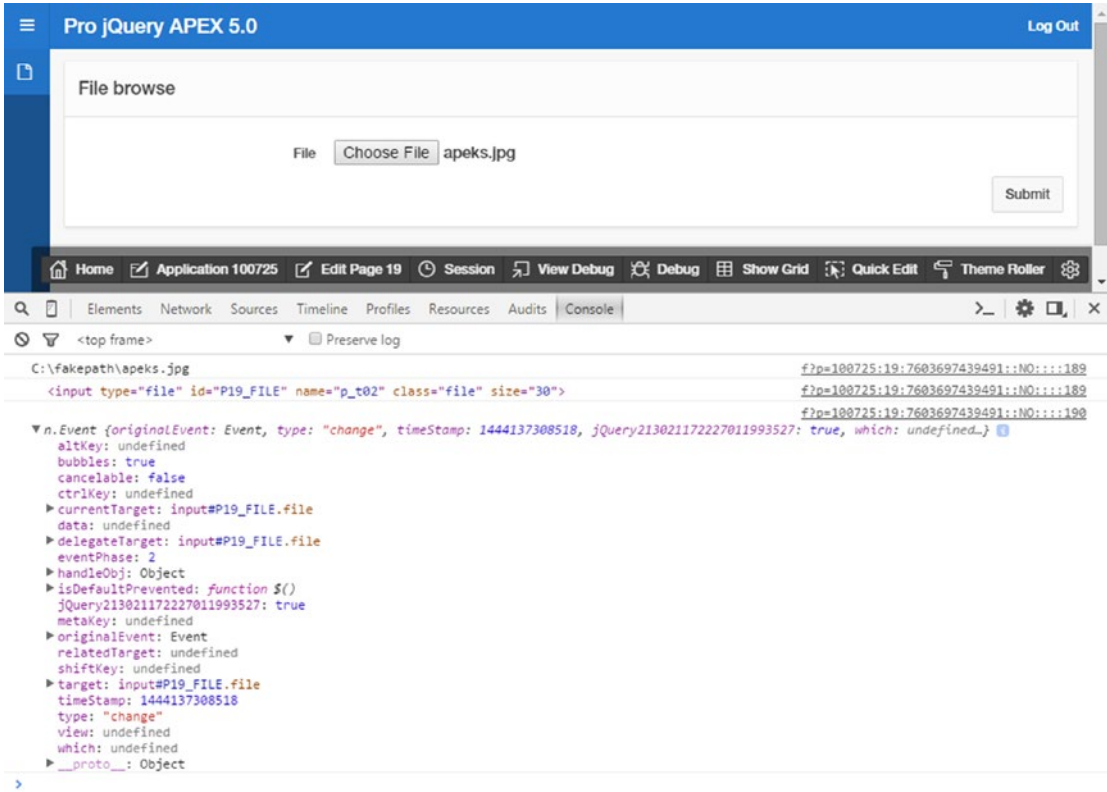 Pro jQuery APEX 5.0 Log Out
File browse
File Choose File apeks.jpg
Submit
Home Application 100725 Edit Page 19 Session View Debug Debug Show Grid Quick Edit Theme Roller
Elements Network Sources Timeline Profiles Resources Audits Console
<top frame> Preserve log
C:\fakepath\apeks.jpg f?p=100725:19:7603697439491::NO::::189
<input type="file" id="P19_FILE" name="p_t02" class="file" size="30"> f?p=100725:19:7603697439491::NO::::189
f?p=100725:19:7603697439491::NO::::190
n.Event {originalEvent: Event, type: "change", timeStamp: 1444137308518, jQuery213021172227011993527: true, which: undefined…}
altKey: undefined
bubbles: true
cancelable: false
ctrlKey: undefined
currentTarget: input#P19_FILE.file
data: undefined
delegateTarget: input#P19_FILE.file
eventPhase: 2
handleObj: Object
isDefaultPrevented: function $()
jQuery213021172227011993527: true
metaKey: undefined
originalEvent: Event
relatedTarget: undefined
shiftKey: undefined
target: input#P19_FILE.file
timeStamp: 1444137308518
type: "change"
view: undefined
which: undefined
__proto__: Object